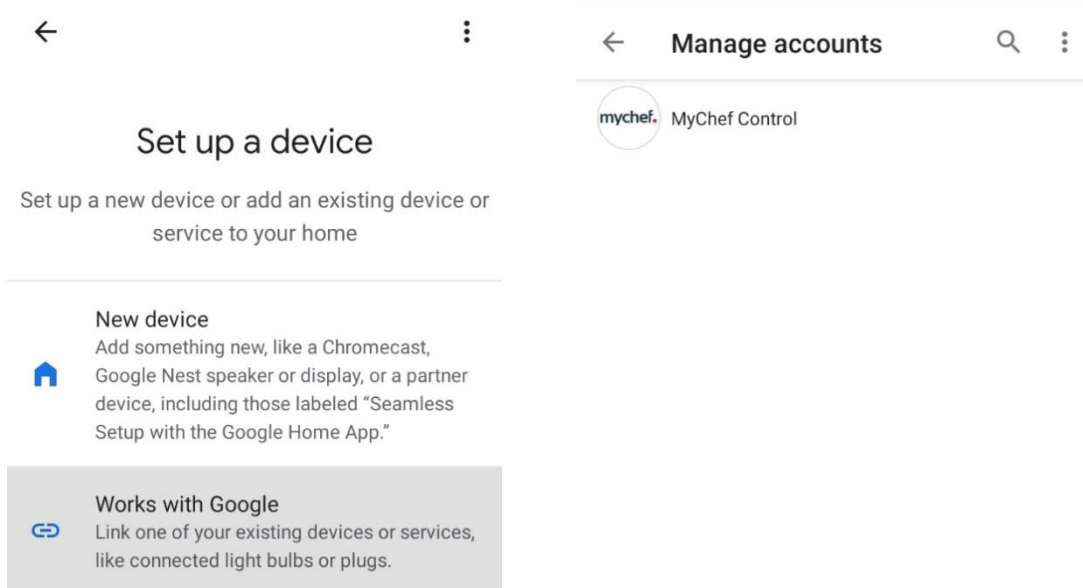 Set up a device
Set up a new device or add an existing device or
service to your home
New device
Add something new, like a Chromecast,
Google Nest speaker or display, or a partner
device, including those labeled “Seamless
Setup with the Google Home App.”
Works with Google
Link one of your existing devices or services,
like connected light bulbs or plugs.
Manage accounts
mychef.
MyChef Control